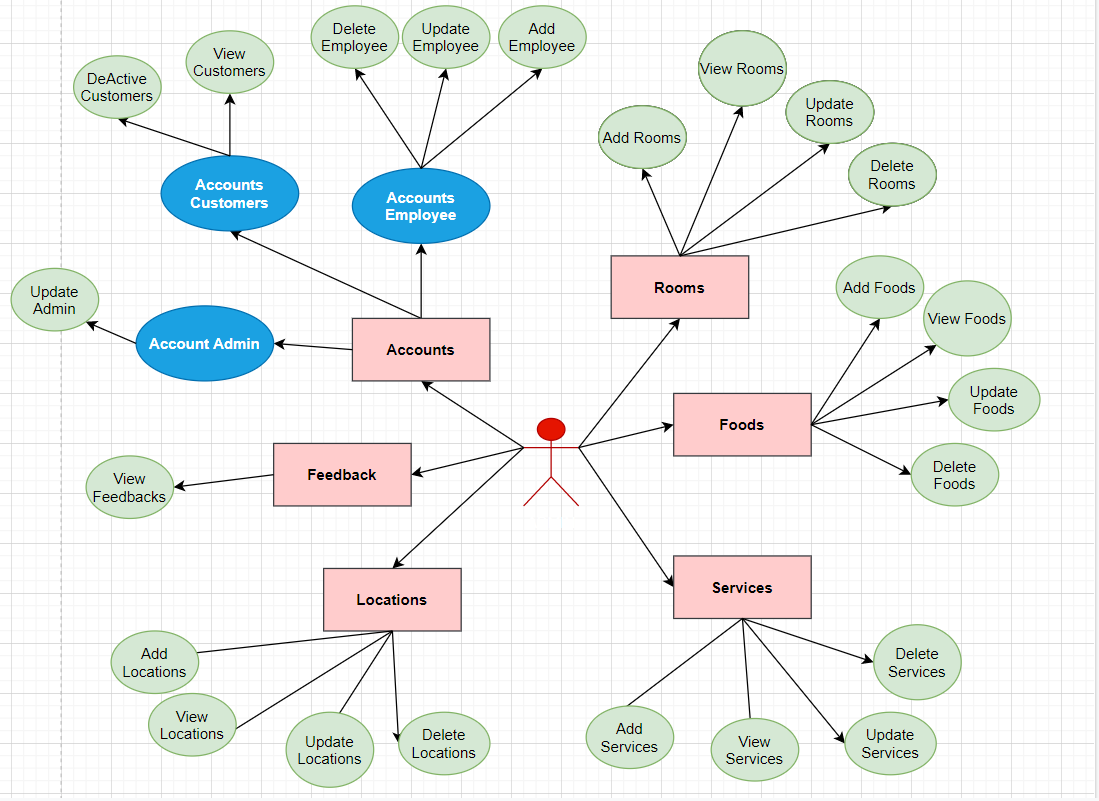 Delete
Employee
Update
Employee
Add
Employee
View
Customers
DeActive
Customers
View Rooms
Update
Rooms
Add Rooms
Delete
Rooms
Accounts
Customers
Accounts
Employee
Rooms
Add Foods
View Foods
Update
Admin
Account Admin
Accounts
Update
Foods
Foods
Delete
Foods
Feedback
View
Feedbacks
Locations
Services
Add
Locations
View
Locations
Update
Locations
Delete
Locations
Add
Services
View
Services
Update
Services
Delete
Services